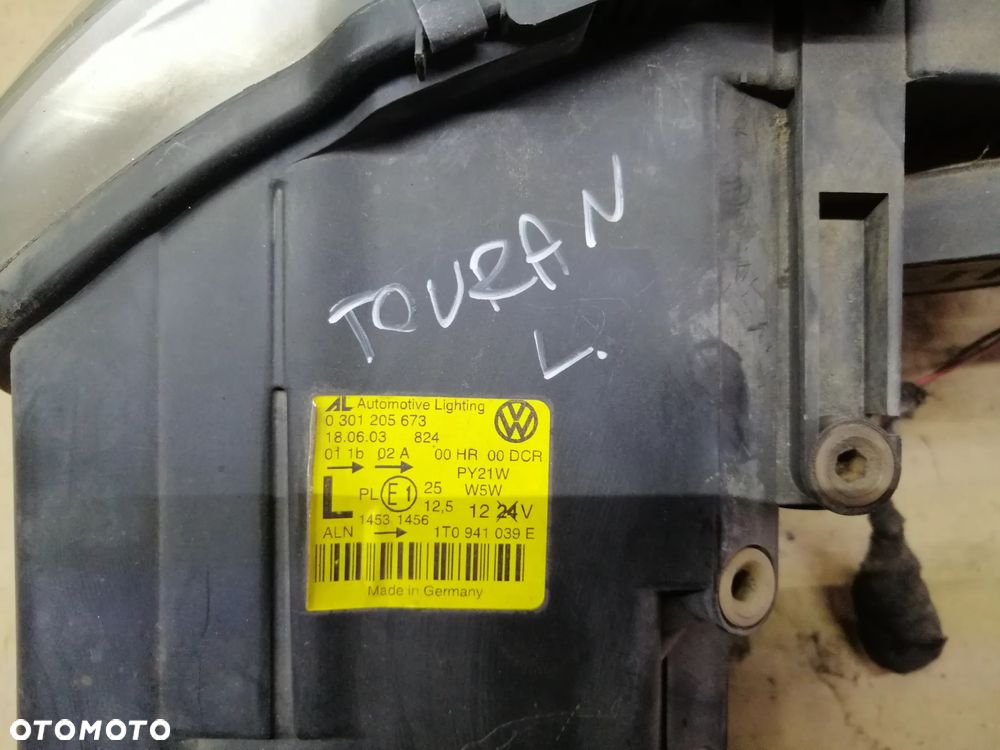 TOURAN
L.
AL Automotive Lighting
0 301 205 673
18.06.03 824
01 1b 02 A 00 HR 00 DCR
PY21W
L PL E1 25 W5W
12,5 12 24V
1453 1456
ALN 1T0 941 039 E
Made in Germany
OTOMOTO